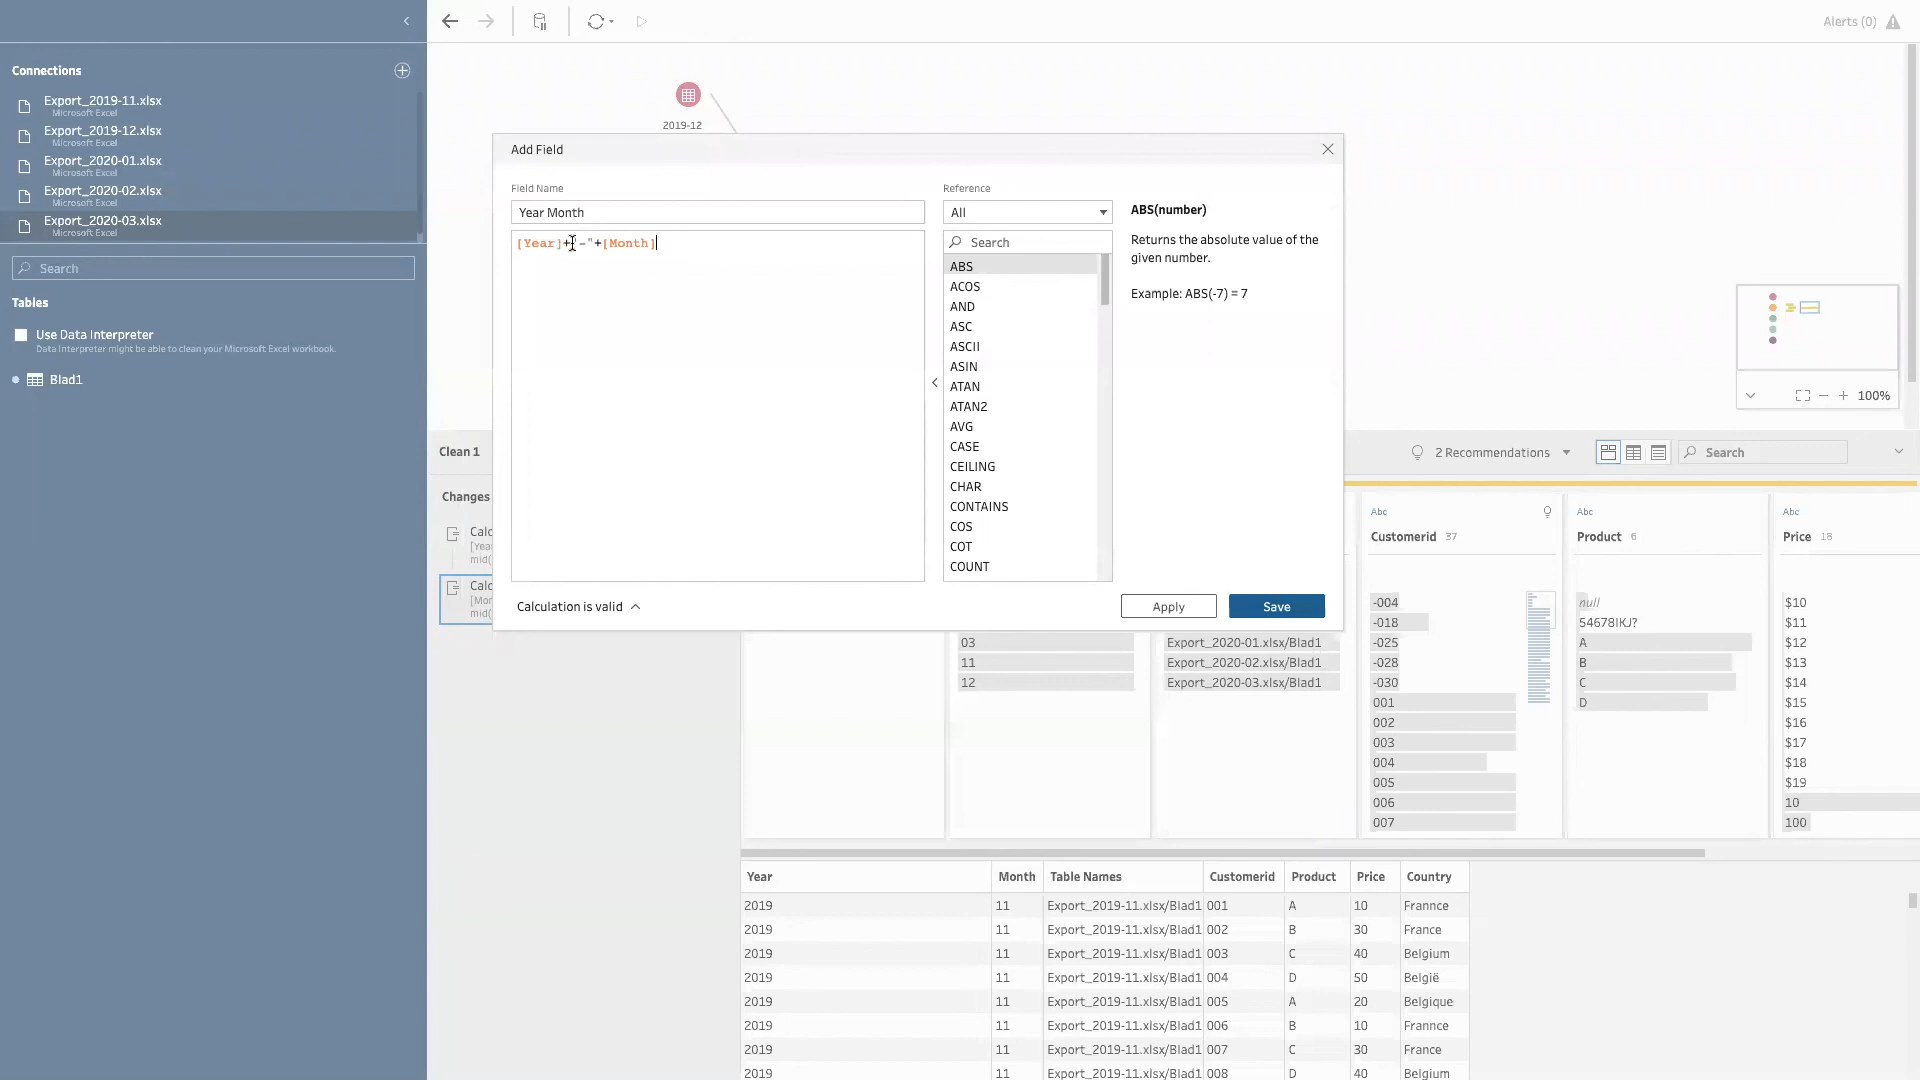 Alerts (0)
Connections
Export_2019-11.xlsx
Microsoft Excel
Export_2019-12.xlsx
Microsoft Excel
Export_2020-01.xlsx
Microsoft Excel
Export_2020-02.xlsx
Microsoft Excel
Export_2020-03.xlsx
Search
Tables
Use Data Interpreter
Data Interpreter might be able to clean your Microsoft Excel workbook.
Blad1
2019-12
Add Field
Field Name
Year Month
[Year]+"-"+[Month]
Reference
All
Search
ABS
ACOS
AND
ASC
ASCII
ASIN
ATAN
ATAN2
AVG
CASE
CEILING
CHAR
CONTAINS
COS
COT
COUNT
ABS(number)
Returns the absolute value of the
given number.
Example: ABS(-7) = 7
Calculation is valid
Apply
Save
100%
Clean 1
2 Recommendations
Search
Changes
Calc
[Year
mid(
Calc
[Mon
mid(
03
11
12
Export_2020-01.xlsx/Blad1
Export_2020-02.xlsx/Blad1
Export_2020-03.xlsx/Blad1
Abc
Customerid 37
-004
-018
-025
-028
-030
001
002
003
004
005
006
007
Abc
Product 6
null
54678IKJ?
A
B
C
D
Abc
Price 18
$10
$11
$12
$13
$14
$15
$16
$17
$18
$19
10
100
Year Month Table Names Customerid Product Price Country
2019 11 Export_2019-11.xlsx/Blad1 001 A 10 Frannce
2019 11 Export_2019-11.xlsx/Blad1 002 B 30 France
2019 11 Export_2019-11.xlsx/Blad1 003 C 40 Belgium
2019 11 Export_2019-11.xlsx/Blad1 004 D 50 België
2019 11 Export_2019-11.xlsx/Blad1 005 A 20 Belgique
2019 11 Export_2019-11.xlsx/Blad1 006 B 10 Frannce
2019 11 Export_2019-11.xlsx/Blad1 007 C 30 France
2019 11 Export_2019-11.xlsx/Blad1 008 D 40 Belgium